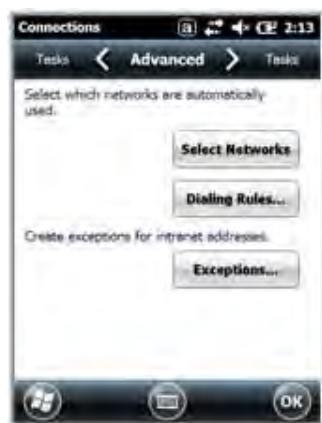 Connections 2:13
Tasks Advanced Tasks
Select which networks are automatically
used.
Select Networks
Dialing Rules...
Create exceptions for intranet addresses.
Exceptions...
OK